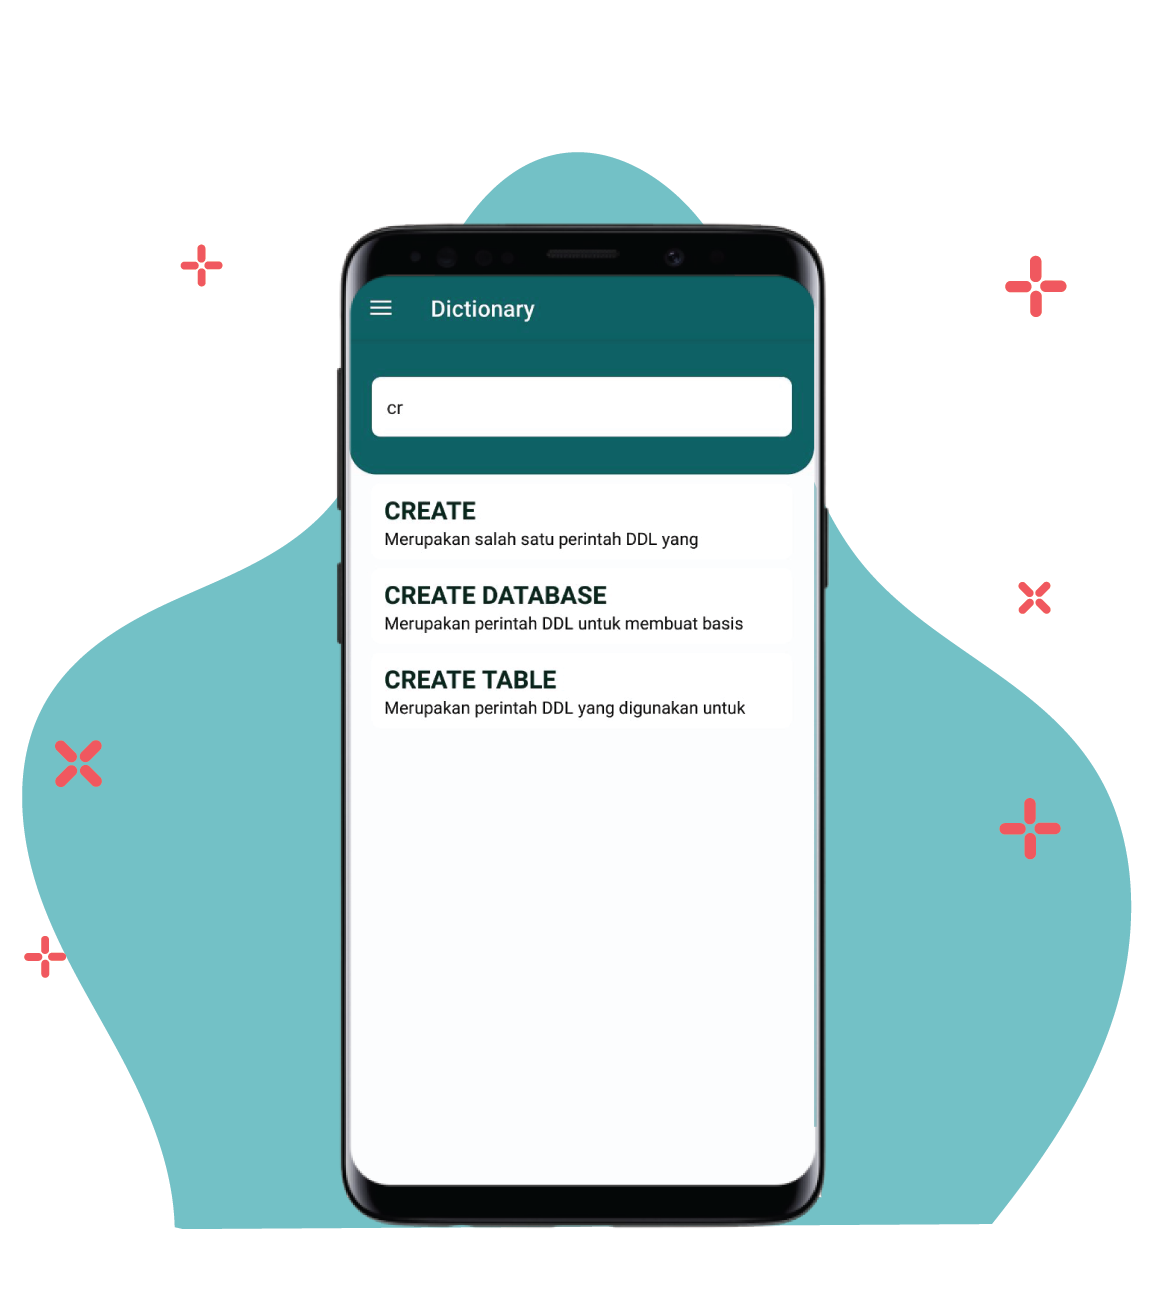 Dictionary
cr
CREATE
Merupakan salah satu perintah DDL yang
CREATE DATABASE
Merupakan perintah DDL untuk membuat basis
CREATE TABLE
Merupakan perintah DDL yang digunakan untuk